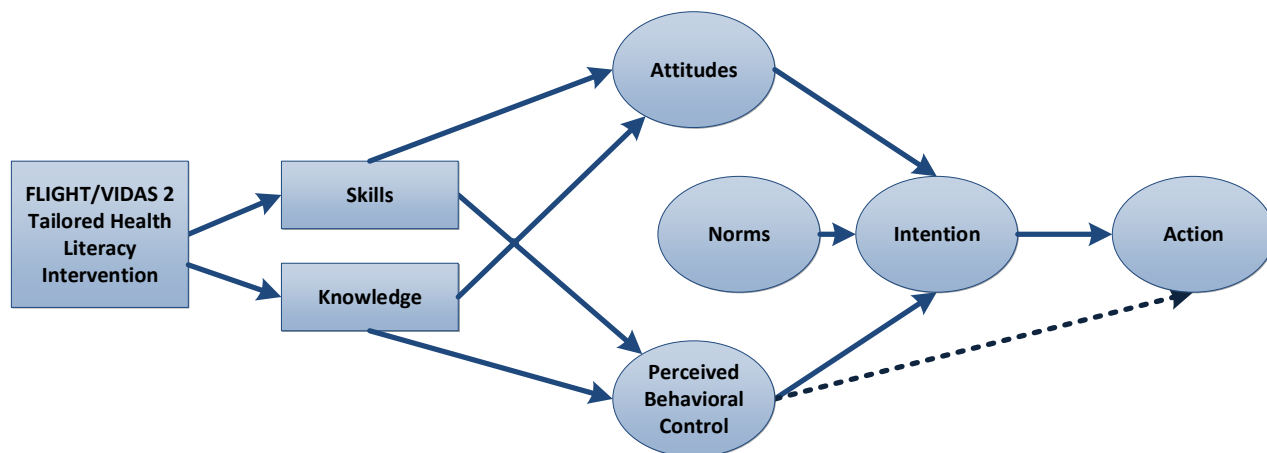 FLIGHT/VIDAS 2
Tailored Health
Literacy
Intervention
Skills
Knowledge
Attitudes
Norms
Perceived
Behavioral
Control
Intention
Action